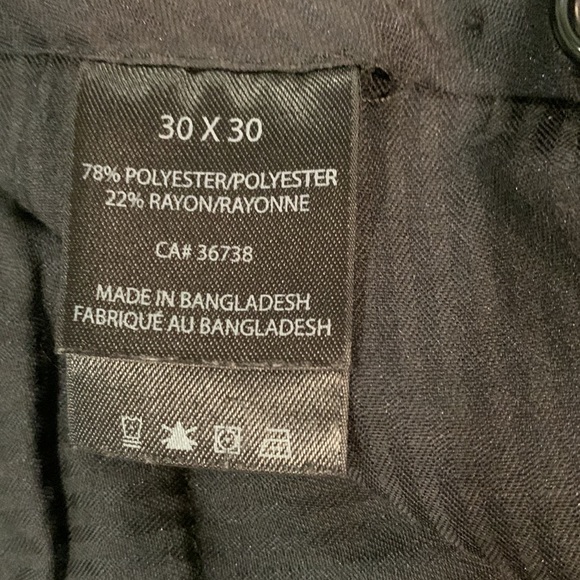 30 X 30
78% POLYESTER/POLYESTER
22% RAYON/RAYONNE
CA# 36738
MADE IN BANGLADESH
FABRIQUÉ AU BANGLADESH